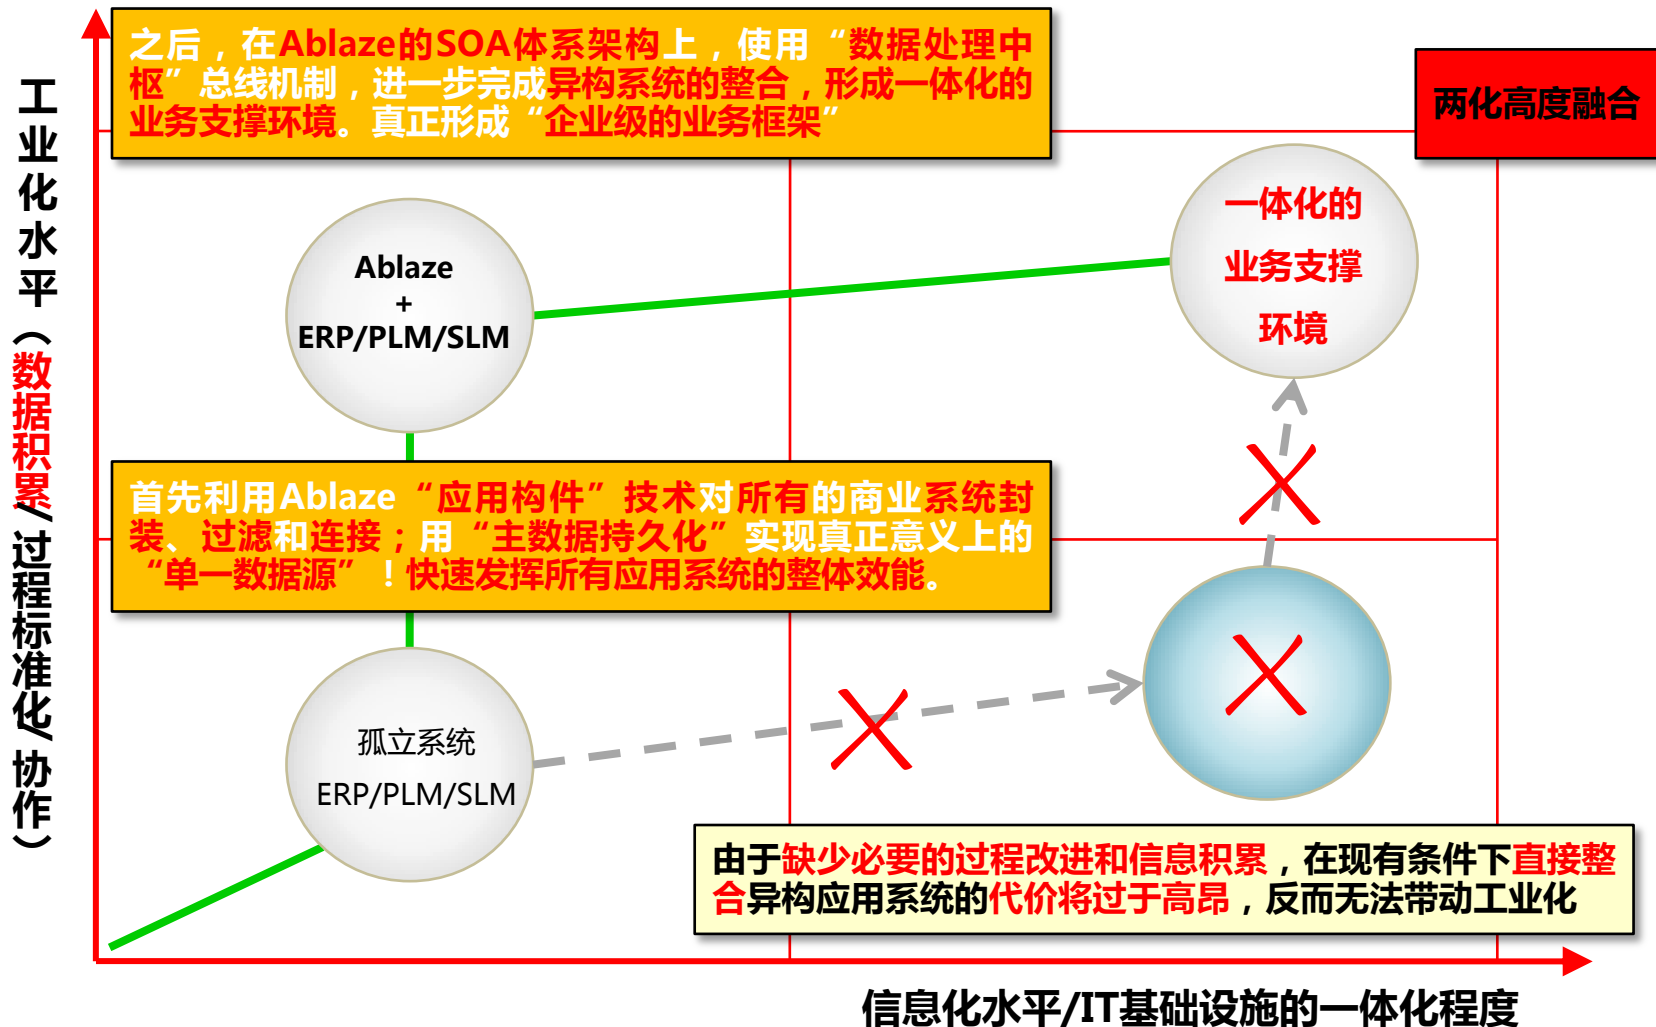 之后，在Ablaze的SOA体系架构上，使用“数据处理中
枢”总线机制，进一步完成异构系统的整合，形成一体化的
业务支撑环境。真正形成“企业级的业务框架”
两化高度融合
工业化水平（数据积累/过程标准化/协作）
一体化的
业务支撑
环境
Ablaze
+
ERP/PLM/SLM
首先利用Ablaze“应用构件”技术对所有的商业系统封
装、过滤和连接；用“主数据持久化”实现真正意义上的
“单一数据源”！快速发挥所有应用系统的整体效能。
孤立系统
ERP/PLM/SLM
由于缺少必要的过程改进和信息积累，在现有条件下直接整
合异构应用系统的代价将过于高昂，反而无法带动工业化
信息化水平/IT基础设施的一体化程度